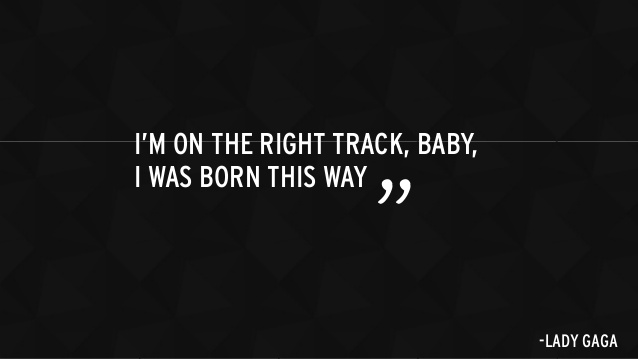 I'M ON THE RIGHT TRACK, BABY,
I WAS BORN THIS WAY ”
-LADY GAGA